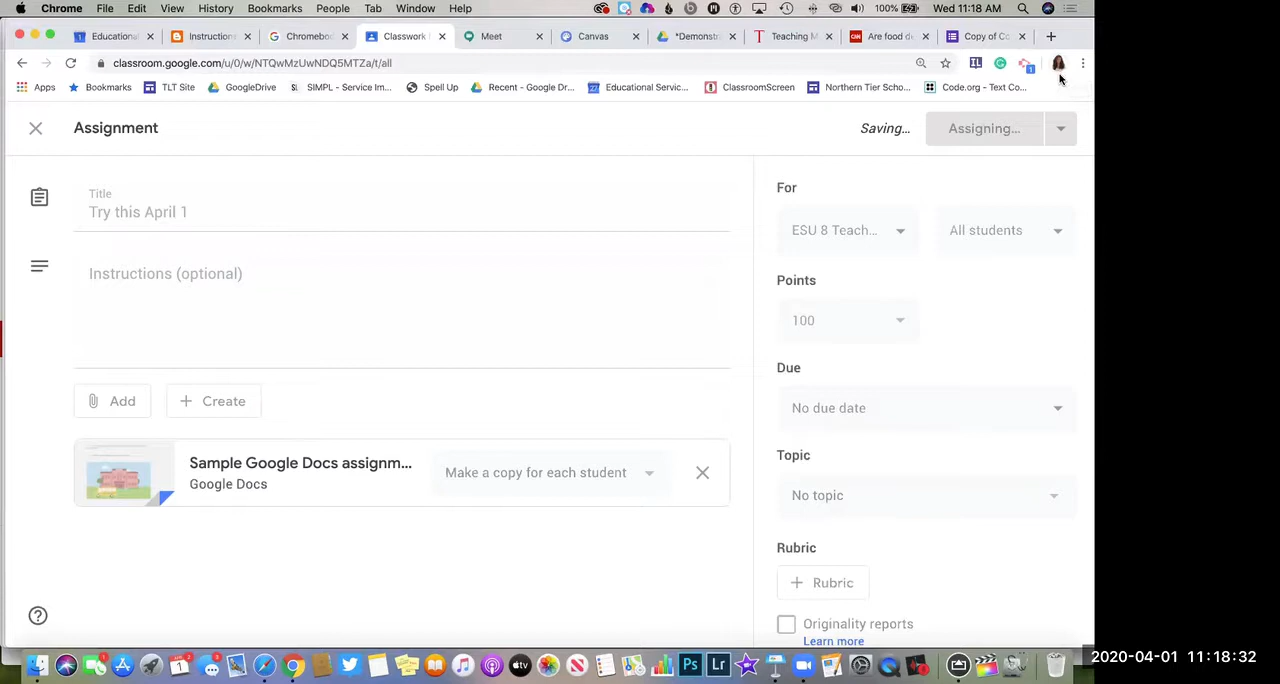 Chrome File Edit View History Bookmarks People Tab Window Help 100% Wed 11:18 AM
Educational Instruction Chromeboo Classwork Meet Canvas *Demonstr Teaching M Are food d Copy of Co
classroom.google.com/u/0/w/NTQwMzUwNDQ5MTZa/t/all
Apps Bookmarks TLT Site GoogleDrive SIMPL - Service Im... Spell Up Recent - Google Dr... Educational Servic... ClassroomScreen Northern Tier Scho... Code.org - Text Co...
Assignment Saving... Assigning...
Title
Try this April 1
Instructions (optional)
Add Create
Sample Google Docs assignm...
Google Docs
Make a copy for each student
For
ESU 8 Teach... All students
Points
100
Due
No due date
Topic
No topic
Rubric
Rubric
Originality reports
Learn more
Ps Lr
2020-04-01 11:18:32